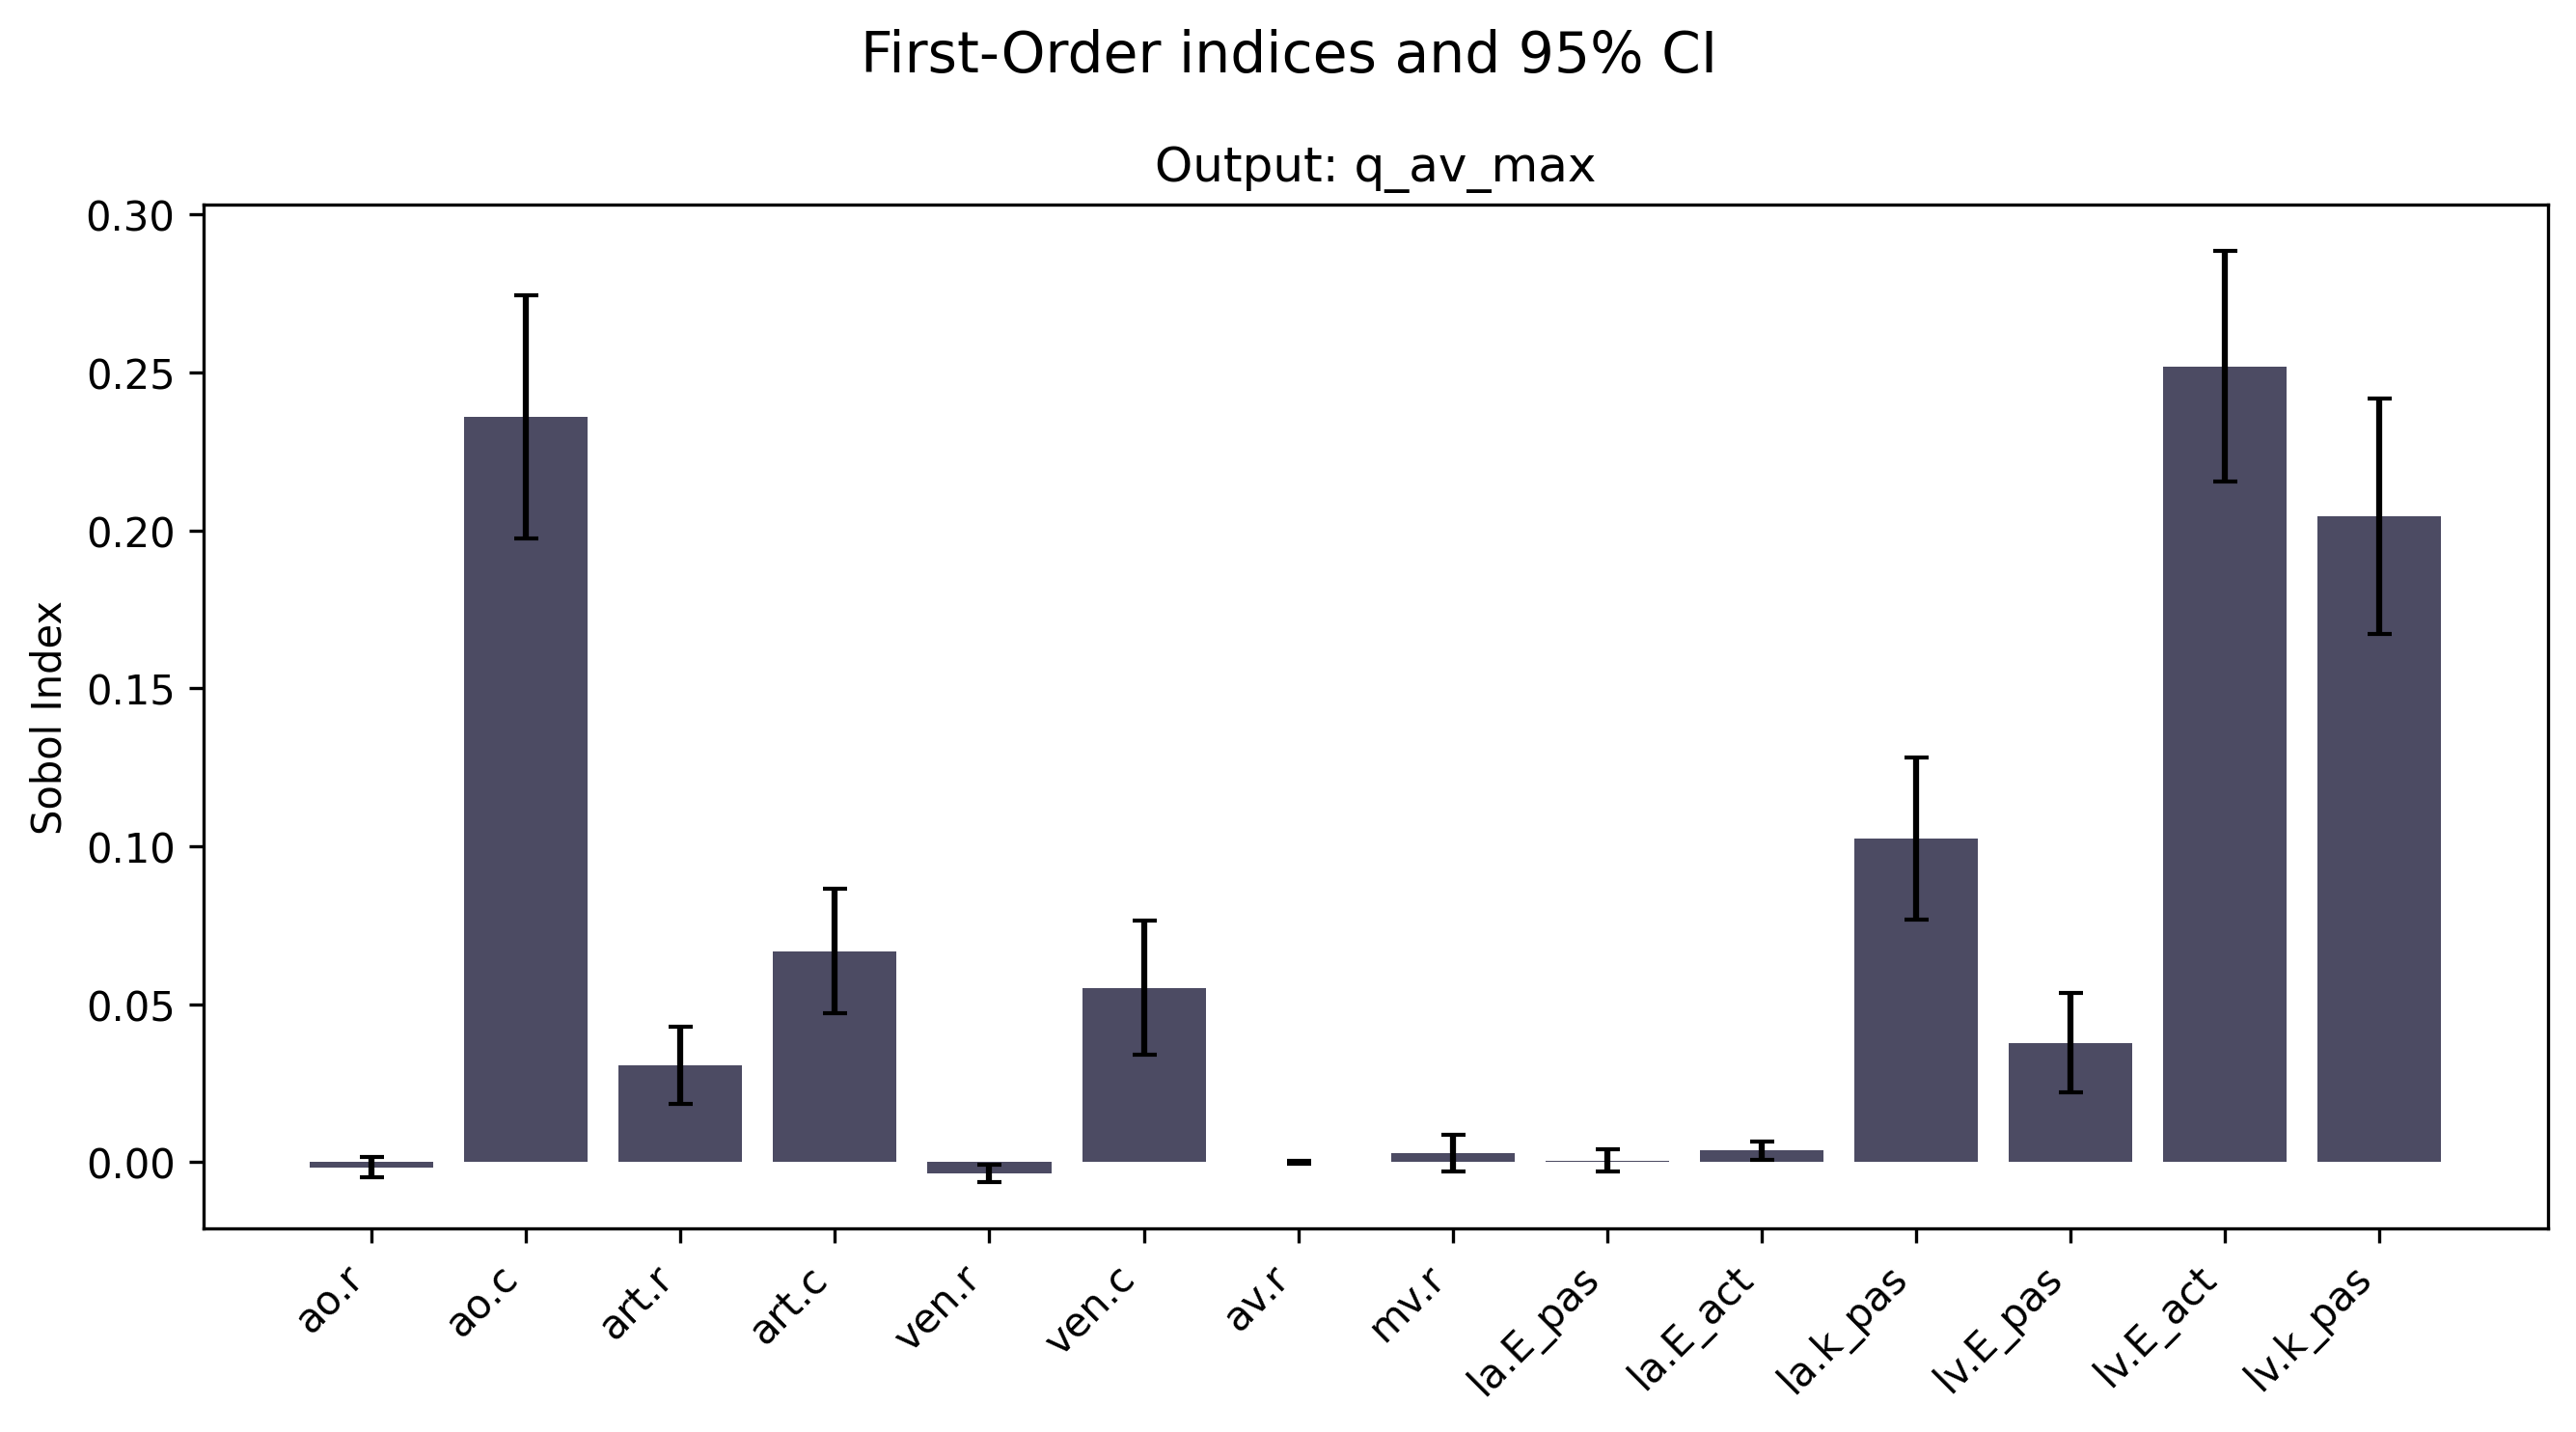 First-Order indices and 95% CI
Output: q_av_max
Sobol Index
0.30
0.25
0.20
0.15
0.10
0.05
0.00
ao.r
ao.c
art.r
art.c
ven.r
ven.c
av.r
mv.r
la.E_pas
la.E_act
la.k_pas
lv.E_pas
lv.E_act
lv.k_pas